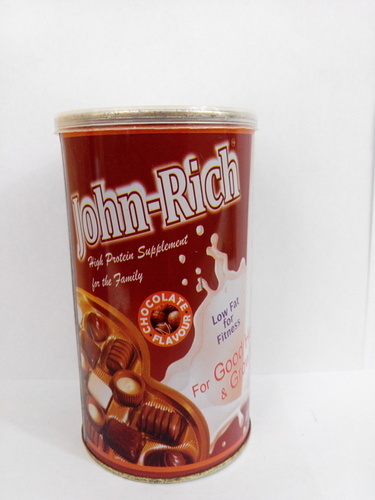 John-Rich
High Protein Supplement
for the Family
CHOCOLATE
FLAVOUR
Low Fat
for
Fitness
For Good
&